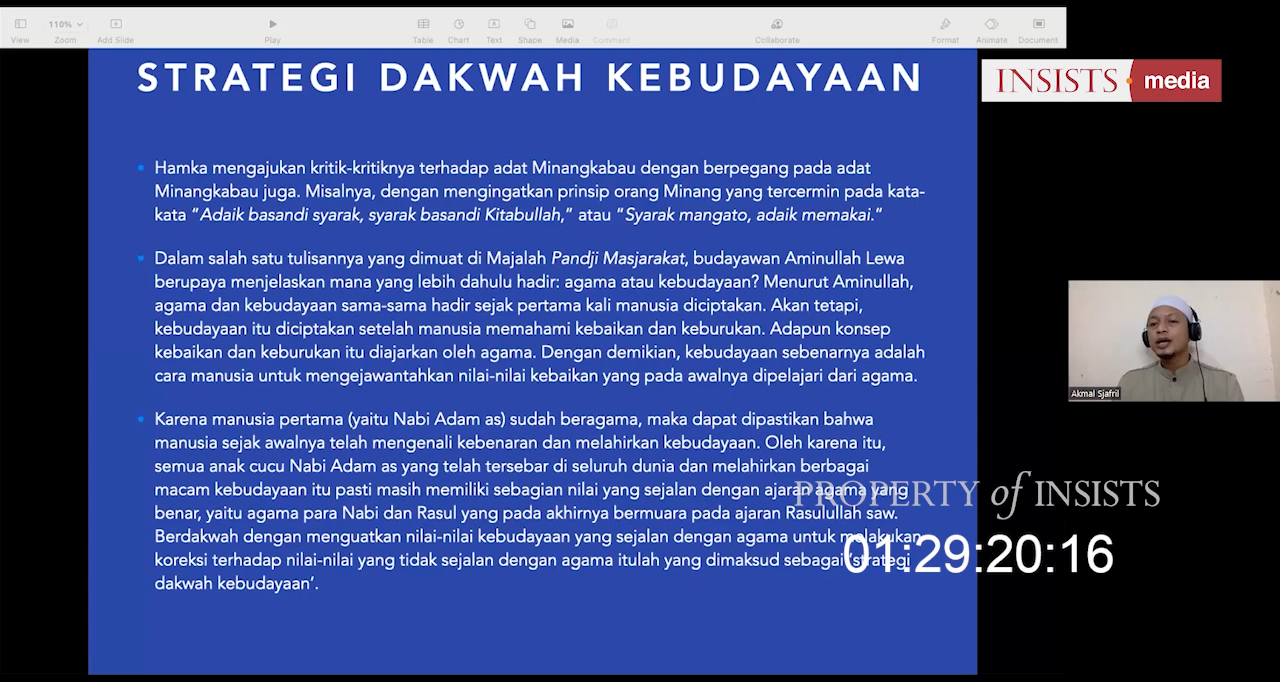 110%
View
Zoom
Add Slide
Play
Table
Chart
Text
Shape
Media
Comment
Collaborate
Format
Animate
Document
STRATEGI DAKWAH KEBUDAYAAN
INSISTS media
Hamka mengajukan kritik-kritiknya terhadap adat Minangkabau dengan berpegang pada adat
Minangkabau juga. Misalnya, dengan mengingatkan prinsip orang Minang yang tercermin pada kata-
kata “Adaik basandi syarak, syarak basandi Kitabullah,” atau “Syarak mangato, adaik memakai.”
Dalam salah satu tulisannya yang dimuat di Majalah Pandji Masjarakat, budayawan Aminullah Lewa
berupaya menjelaskan mana yang lebih dahulu hadir: agama atau kebudayaan? Menurut Aminullah,
agama dan kebudayaan sama-sama hadir sejak pertama kali manusia diciptakan. Akan tetapi,
kebudayaan itu diciptakan setelah manusia memahami kebaikan dan keburukan. Adapun konsep
kebaikan dan keburukan itu diajarkan oleh agama. Dengan demikian, kebudayaan sebenarnya adalah
cara manusia untuk mengejawantahkan nilai-nilai kebaikan yang pada awalnya dipelajari dari agama.
Karena manusia pertama (yaitu Nabi Adam as) sudah beragama, maka dapat dipastikan bahwa
manusia sejak awalnya telah mengenali kebenaran dan melahirkan kebudayaan. Oleh karena itu,
semua anak cucu Nabi Adam as yang telah tersebar di seluruh dunia dan melahirkan berbagai
macam kebudayaan itu pasti masih memiliki sebagian nilai yang sejalan dengan ajaran agama yang
benar, yaitu agama para Nabi dan Rasul yang pada akhirnya bermuara pada ajaran Rasulullah saw.
Berdakwah dengan menguatkan nilai-nilai kebudayaan yang sejalan dengan agama untuk melakukan
koreksi terhadap nilai-nilai yang tidak sejalan dengan agama itulah yang dimaksud sebagai ‘strategi
dakwah kebudayaan’.
Akmal Sjafril
PROPERTY of INSISTS
01:29:20:16